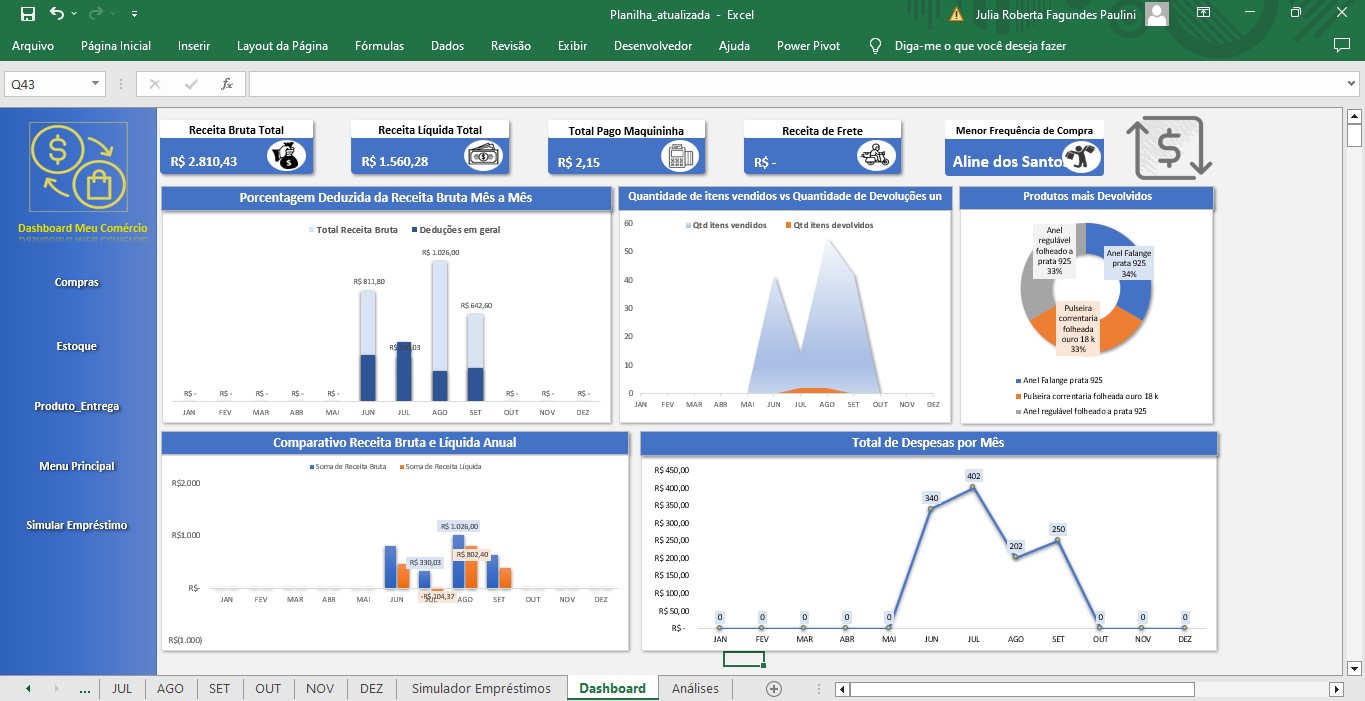 Planilha_atualizada - Excel
Julia Roberta Fagundes Paulini
Arquivo Página Inicial Inserir Layout da Página Fórmulas Dados Revisão Exibir Desenvolvedor Ajuda Power Pivot Diga-me o que você deseja fazer
Q43
fx
Dashboard Meu Comércio
Compras
Estoque
Produto_Entrega
Menu Principal
Simular Empréstimo
Receita Bruta Total
R$ 2.810,43
Receita Líquida Total
R$ 1.560,28
Total Pago Maquininha
R$ 2,15
Receita de Frete
R$ -
Menor Frequência de Compra
Aline dos Santo
Porcentagem Deduzida da Receita Bruta Mês a Mês
Total Receita Bruta Deduções em geral
R$ 1.026,00
R$ 811,80
R$ 642,60
R$ - R$ - R$ - R$ - R$ - R$ - R$ - R$ -
JAN FEV MAR ABR MAI JUN JUL AGO SET OUT NOV DEZ
Quantidade de itens vendidos vs Quantidade de Devoluções un
Qtd itens vendidos Qtd itens devolvidos
60
50
40
30
20
10
0
JAN FEV MAR ABR MAI JUN JUL AGO SET OUT NOV DEZ
Produtos mais Devolvidos
Anel
regulável
folheado a
prata 925
33%
Anel Falange
prata 925
34%
Pulseira
correntaria
folheada
ouro 18 k
33%
Anel Falange prata 925
Pulseira correntaria folheada ouro 18 k
Anel regulável folheado a prata 925
Comparativo Receita Bruta e Líquida Anual
Soma de Receita Bruta Soma de Receita Líquida
R$2.000
R$1.000
R$-
R$(1.000)
R$ 1.026,00
R$ 802,40
R$ 330,03
-R$ 104,37
JAN FEV MAR ABR MAI JUN JUL AGO SET OUT NOV DEZ
Total de Despesas por Mês
R$ 450,00
R$ 400,00
R$ 350,00
R$ 300,00
R$ 250,00
R$ 200,00
R$ 150,00
R$ 100,00
R$ 50,00
R$ -
0 0 0 0 0 340 402 202 250 0 0 0
JAN FEV MAR ABR MAI JUN JUL AGO SET OUT NOV DEZ
... JUL AGO SET OUT NOV DEZ Simulador Empréstimos Dashboard Análises